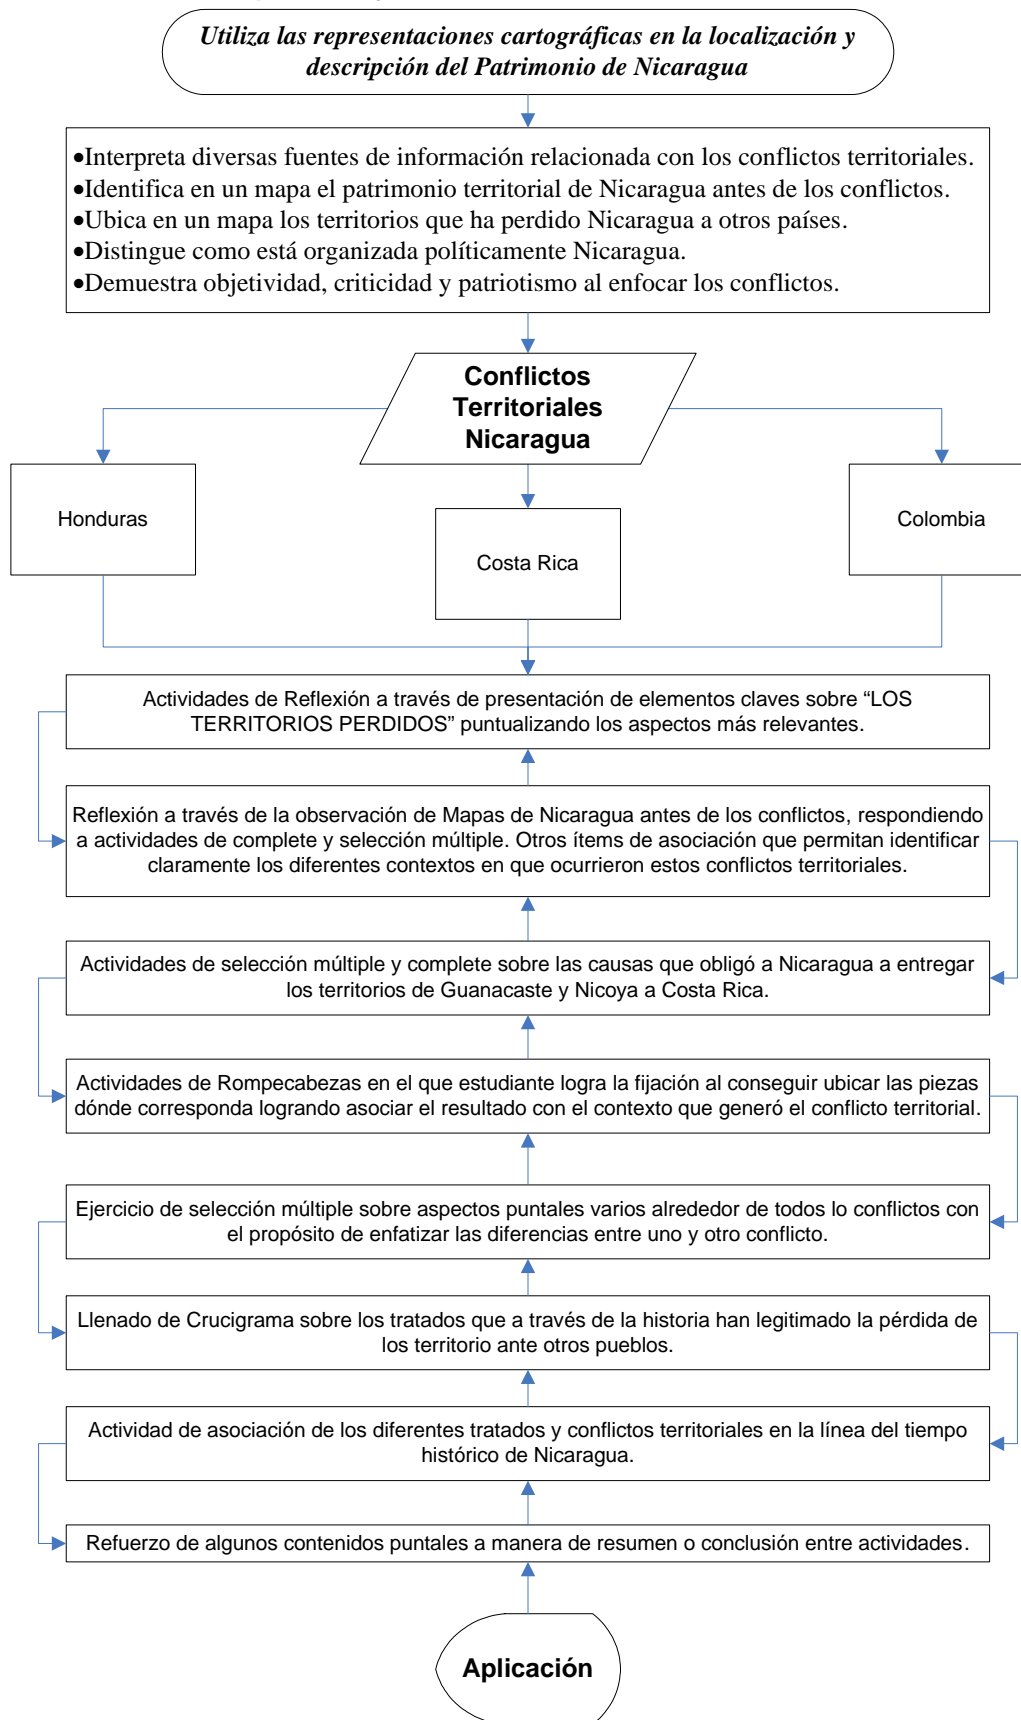 Utiliza las representaciones cartográficas en la localización y
descripción del Patrimonio de Nicaragua
•Interpreta diversas fuentes de información relacionada con los conflictos territoriales.
•Identifica en un mapa el patrimonio territorial de Nicaragua antes de los conflictos.
•Ubica en un mapa los territorios que ha perdido Nicaragua a otros países.
•Distingue como está organizada políticamente Nicaragua.
•Demuestra objetividad, criticidad y patriotismo al enfocar los conflictos.
Conflictos
Territoriales
Nicaragua
Honduras
Costa Rica
Colombia
Actividades de Reflexión a través de presentación de elementos claves sobre “LOS
TERRITORIOS PERDIDOS” puntualizando los aspectos más relevantes.
Reflexión a través de la observación de Mapas de Nicaragua antes de los conflictos, respondiendo
a actividades de complete y selección múltiple. Otros ítems de asociación que permitan identificar
claramente los diferentes contextos en que ocurrieron estos conflictos territoriales.
Actividades de selección múltiple y complete sobre las causas que obligó a Nicaragua a entregar
los territorios de Guanacaste y Nicoya a Costa Rica.
Actividades de Rompecabezas en el que estudiante logra la fijación al conseguir ubicar las piezas
dónde corresponda logrando asociar el resultado con el contexto que generó el conflicto territorial.
Ejercicio de selección múltiple sobre aspectos puntales varios alrededor de todos lo conflictos con
el propósito de enfatizar las diferencias entre uno y otro conflicto.
Llenado de Crucigrama sobre los tratados que a través de la historia han legitimado la pérdida de
los territorio ante otros pueblos.
Actividad de asociación de los diferentes tratados y conflictos territoriales en la línea del tiempo
histórico de Nicaragua.
Refuerzo de algunos contenidos puntales a manera de resumen o conclusión entre actividades.
Aplicación